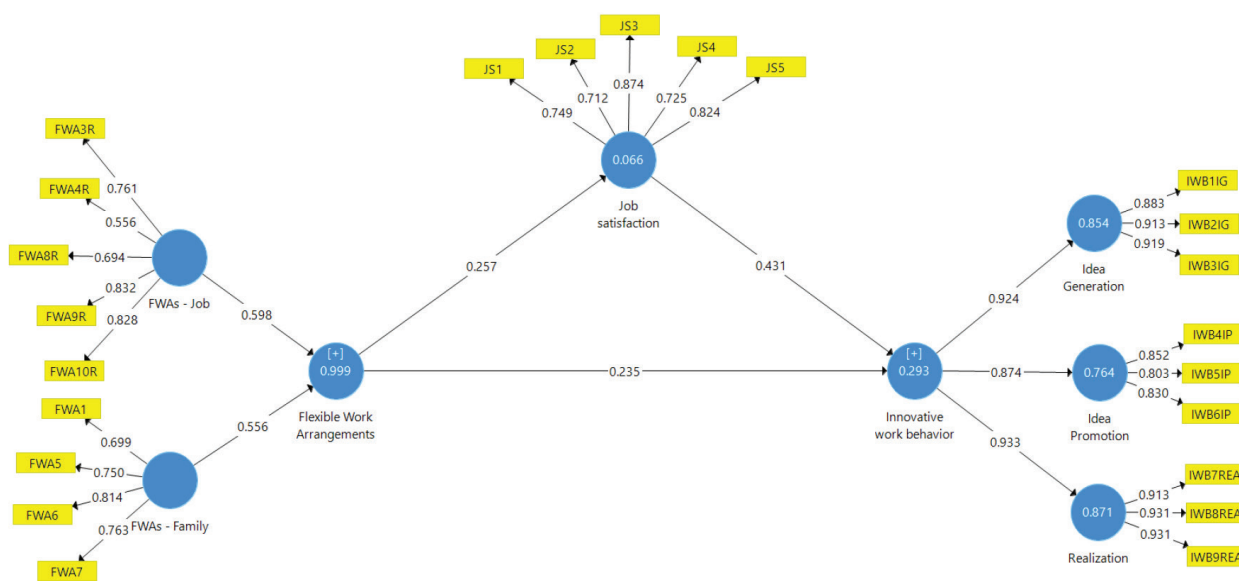 JS3
JS2
JS4
JS1
JS5
0.874
0.712
0.725
0.749
0.824
0.066
Job
satisfaction
FWA3R
FWA4R
FWA8R
FWA9R
FWA10R
0.761
0.556
0.694
0.832
0.828
FWAs - Job
FWA1
FWA5
FWA6
FWA7
0.699
0.750
0.814
0.763
FWAs - Family
0.598
0.556
[+]
0.999
Flexible Work
Arrangements
0.257
0.431
0.235
[+]
0.293
Innovative
work behavior
0.924
0.874
0.933
0.854
Idea
Generation
0.883
0.913
0.919
IWB1IG
IWB2IG
IWB3IG
0.764
Idea
Promotion
0.852
0.803
0.830
IWB4IP
IWB5IP
IWB6IP
0.871
Realization
0.913
0.931
0.931
IWB7REA
IWB8REA
IWB9REA